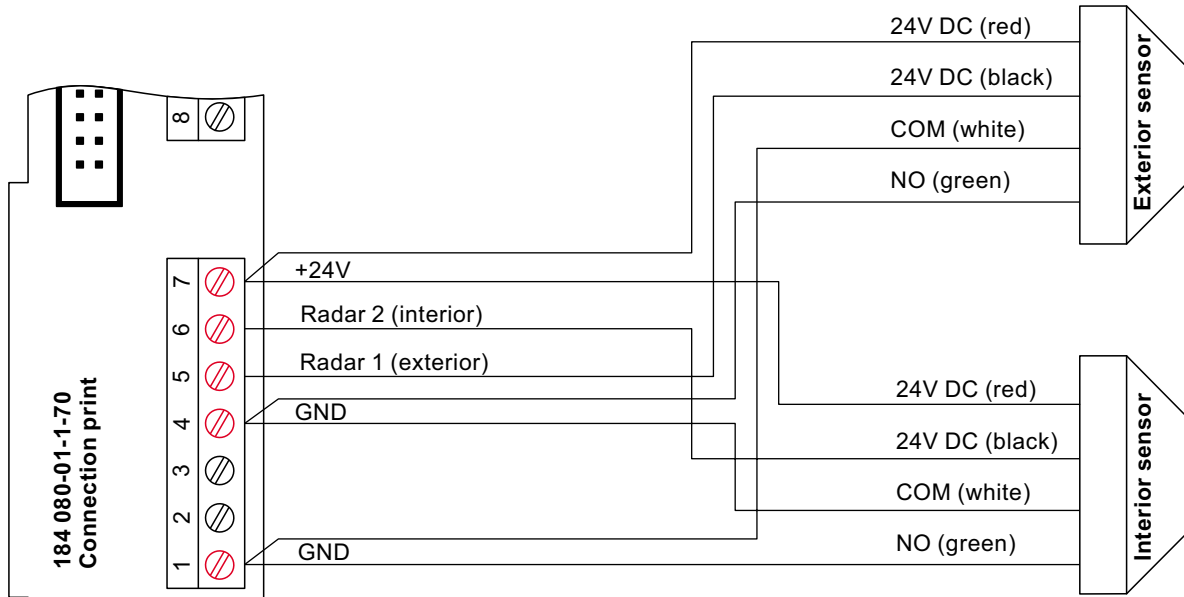 24V DC (red)
24V DC (black)
COM (white)
NO (green)
Exterior sensor
8
7
6
5
4
3
2
1
+24V
Radar 2 (interior)
Radar 1 (exterior)
GND
GND
184 080-01-1-70
Connection print
24V DC (red)
24V DC (black)
COM (white)
NO (green)
Interior sensor